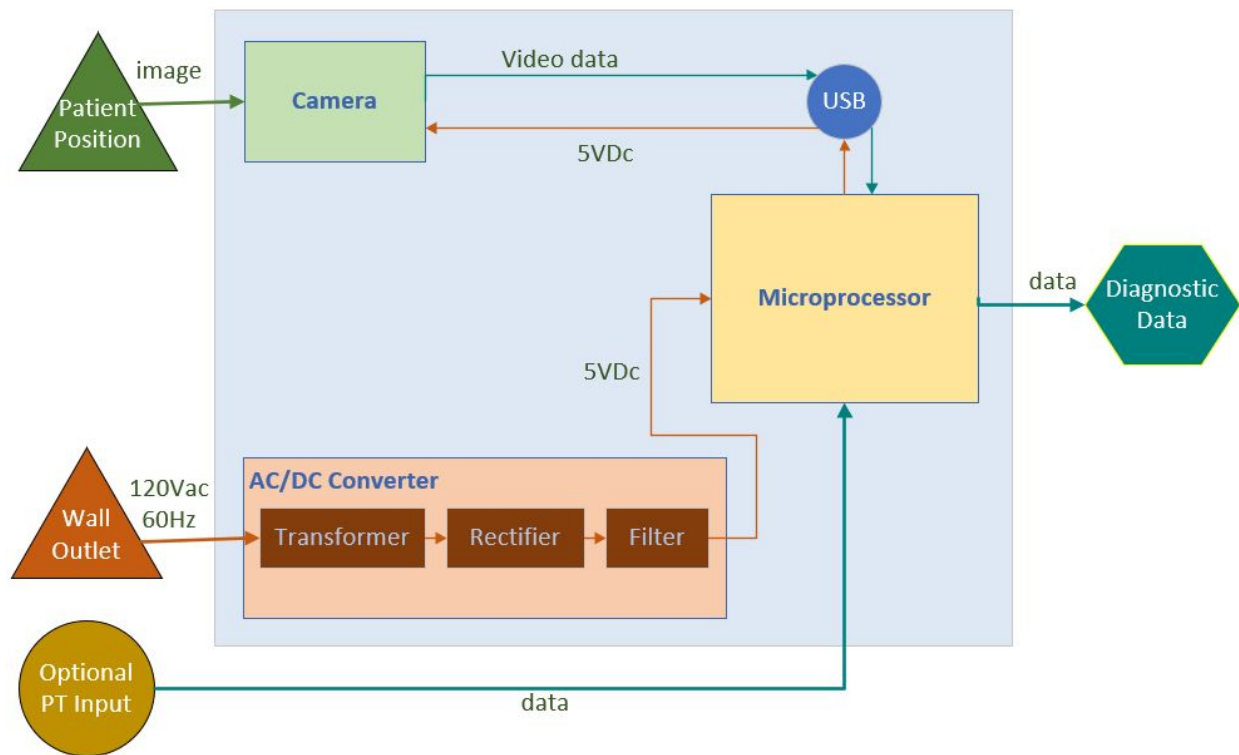 image
Patient
Position
Camera
Video data
USB
5VDc
Microprocessor
data
Diagnostic
Data
5VDc
120Vac
60Hz
Wall
Outlet
AC/DC Converter
Transformer
Rectifier
Filter
Optional
PT Input
data